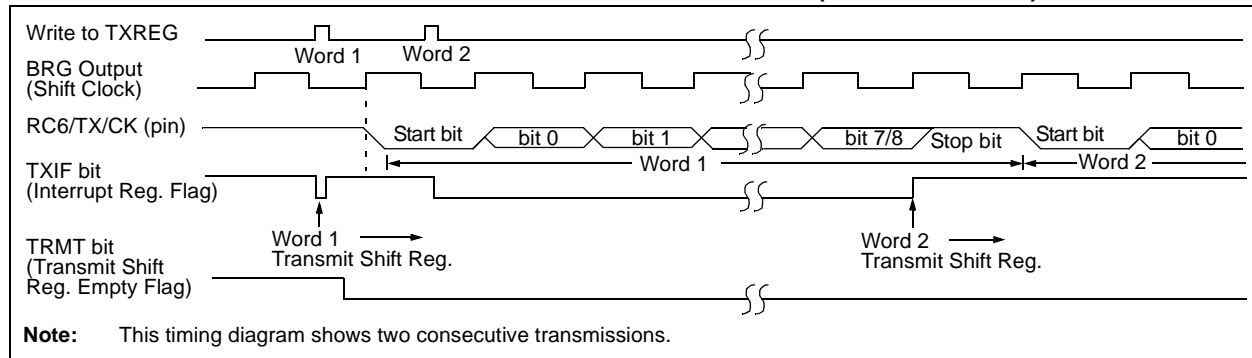 Write to TXREG
Word 1
Word 2
BRG Output
(Shift Clock)
RC6/TX/CK (pin)
Start bit
bit 0
bit 1
bit 7/8
Stop bit
Start bit
bit 0
Word 1
Word 2
TXIF bit
(Interrupt Reg. Flag)
Word 1
Transmit Shift Reg.
Word 2
Transmit Shift Reg.
TRMT bit
(Transmit Shift
Reg. Empty Flag)
Note: This timing diagram shows two consecutive transmissions.